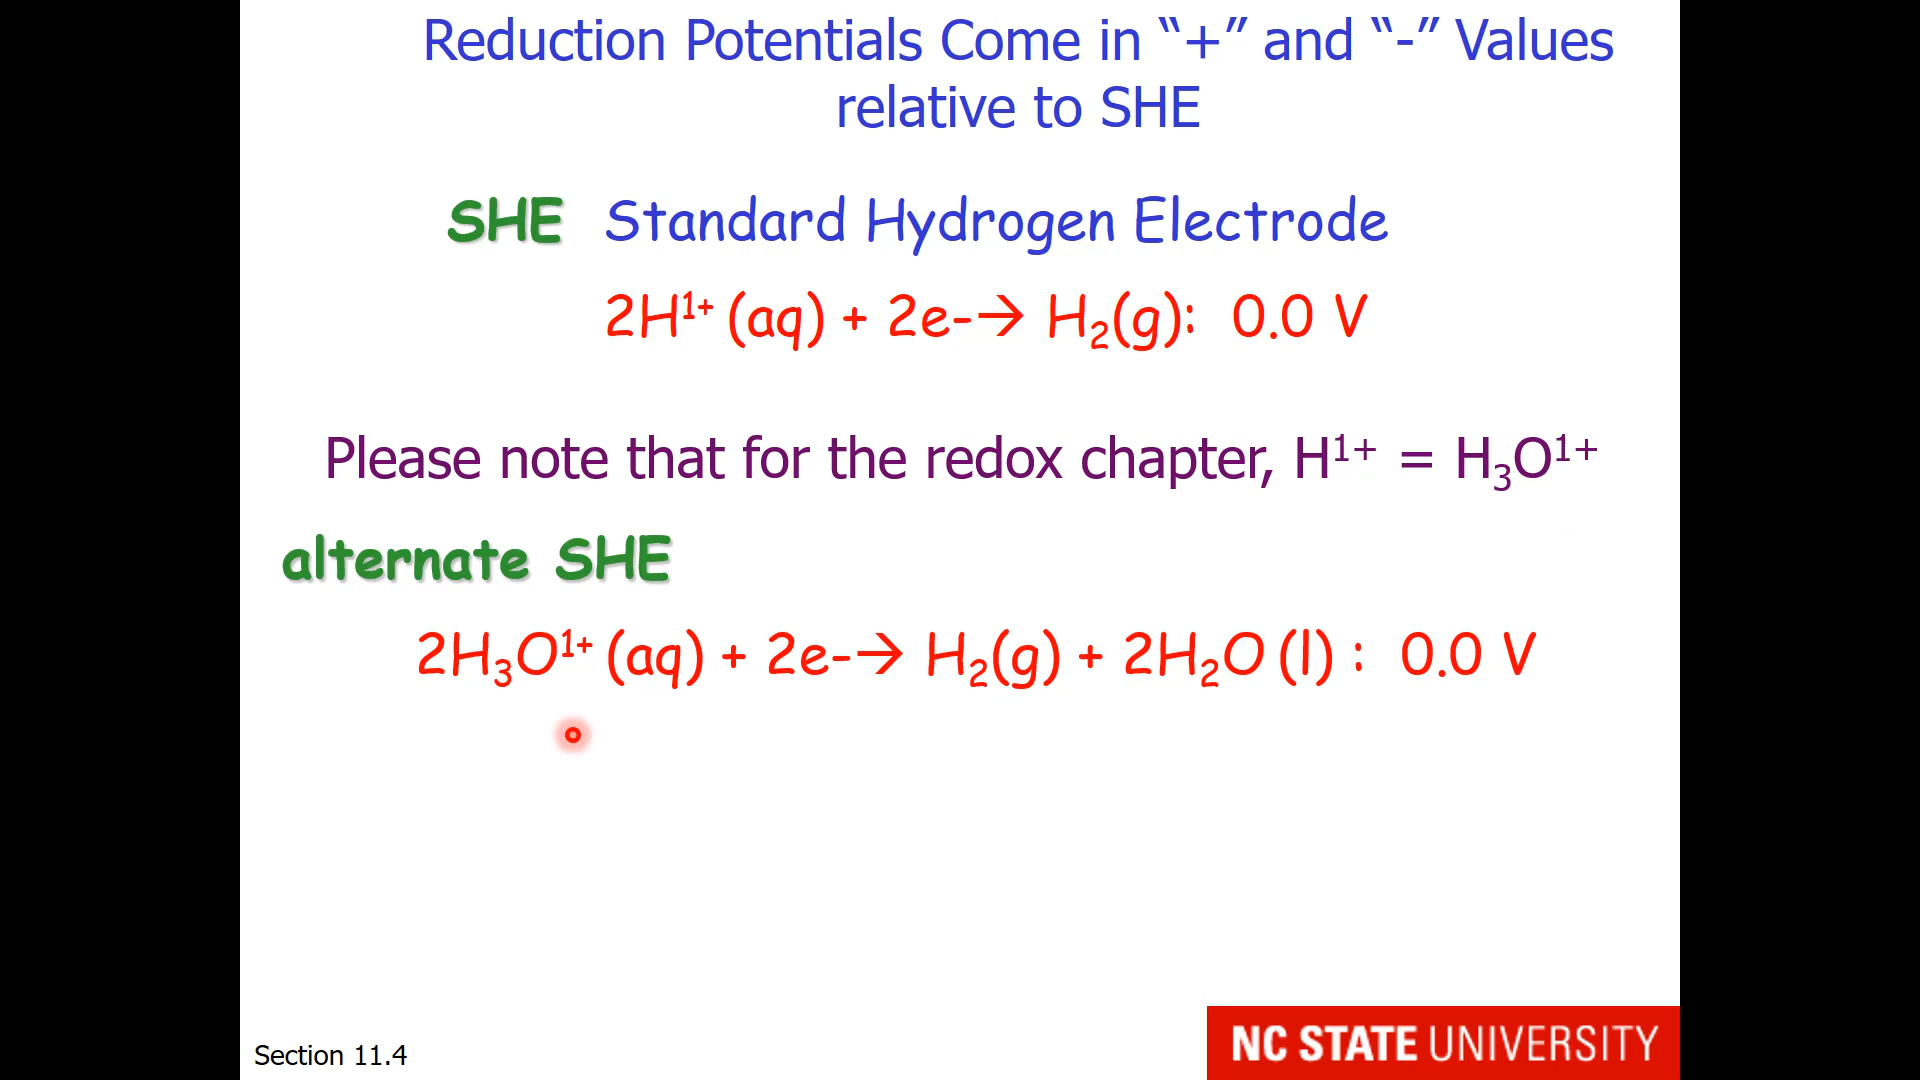 Reduction Potentials Come in “+” and “-” Values
relative to SHE
SHE Standard Hydrogen Electrode
2H¹⁺ (aq) + 2e-→ H₂(g): 0.0 V
Please note that for the redox chapter, H¹⁺ = H₃O¹⁺
alternate SHE
2H₃O¹⁺ (aq) + 2e-→ H₂(g) + 2H₂O (l) : 0.0 V
Section 11.4
NC STATE UNIVERSITY